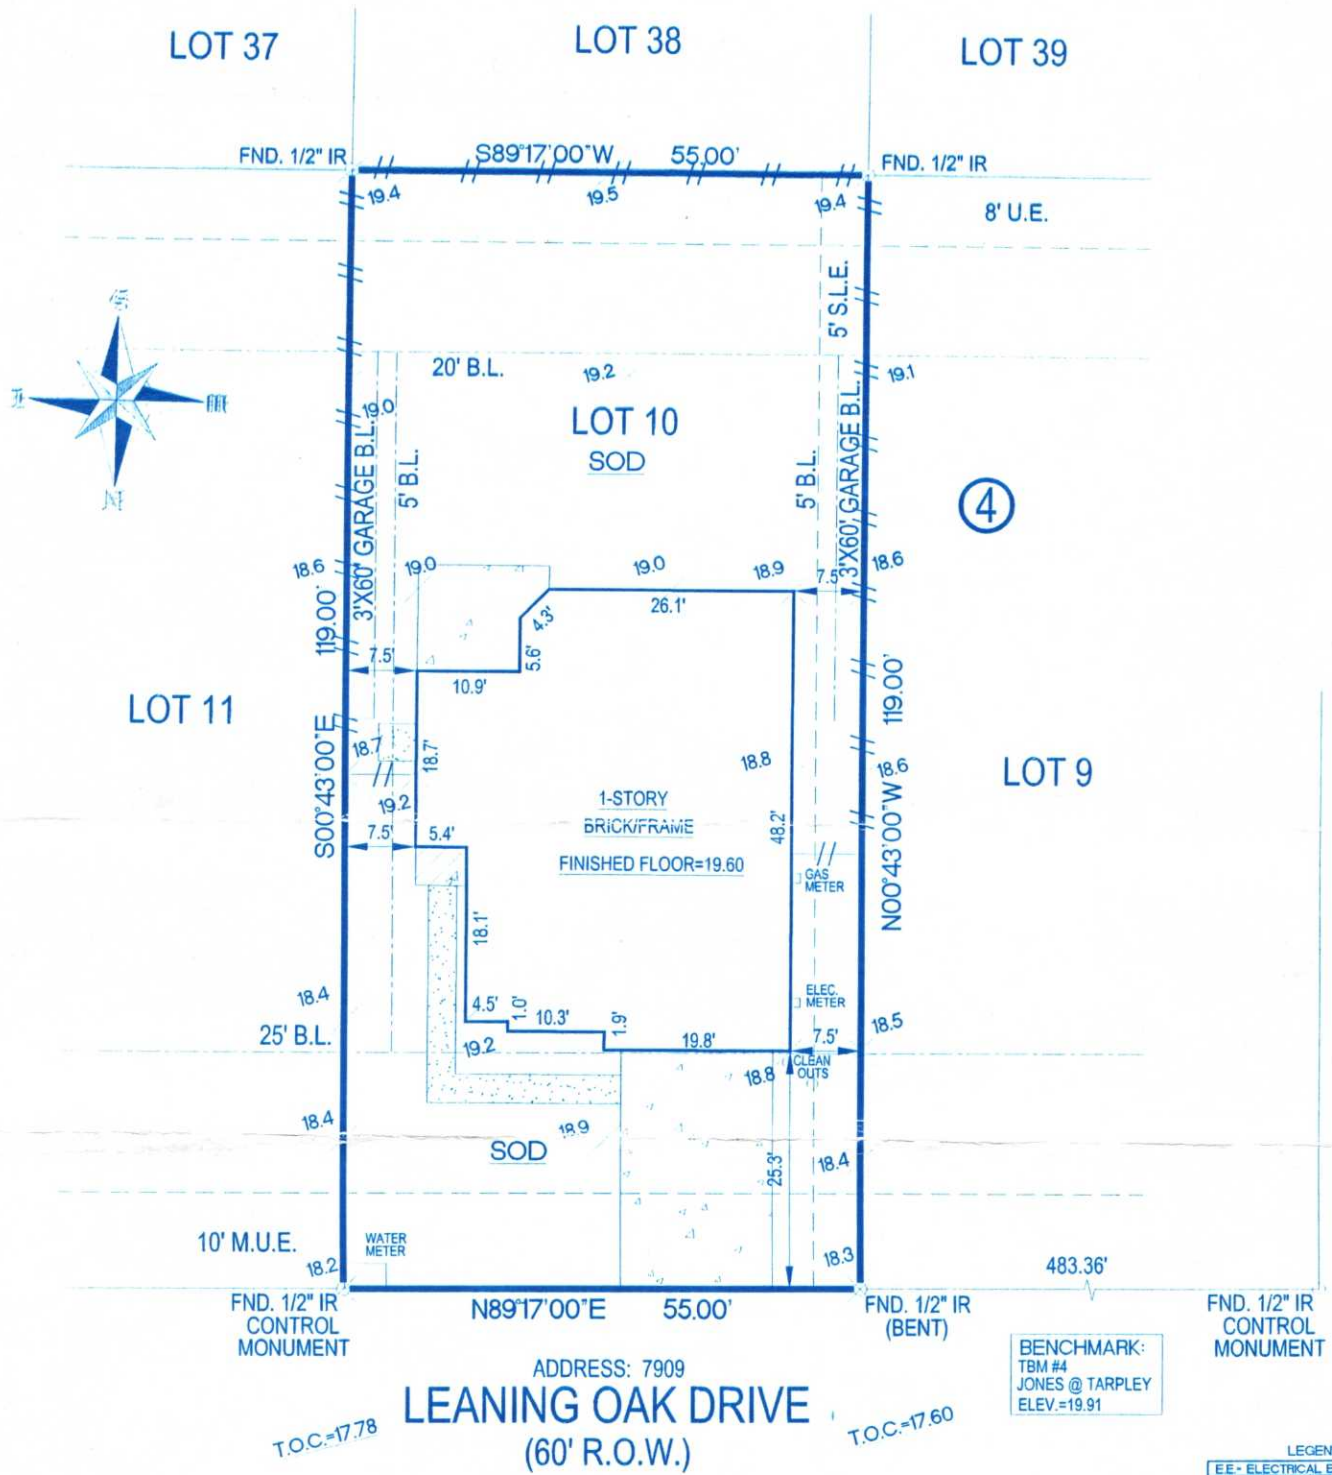 LOT 37
LOT 38
LOT 39
FND. 1/2" IR
S89°17'00"W 55.00'
FND. 1/2" IR
19.4
19.5
19.4
8' U.E.
5' S.L.E.
S
E
W
N
20' B.L.
19.2
19.1
19.0
LOT 10
SOD
3'X60' GARAGE B.L.
5' B.L.
5' B.L.
3'X60' GARAGE B.L.
4
18.6
19.0
19.0
18.9
7.5'
18.6
26.1'
4.3'
5.6'
119.00'
7.5'
10.9'
119.00'
LOT 11
S00°43'00"E
18.7
18.7'
18.8
18.6
LOT 9
19.2
1-STORY
BRICK/FRAME
48.2'
7.5'
5.4'
FINISHED FLOOR=19.60
GAS
METER
N00°43'00"W
18.1'
18.4
ELEC.
METER
4.5'
1.0'
10.3'
1.9'
19.8'
7.5'
18.5
25' B.L.
19.2
18.8
CLEAN
OUTS
18.4
18.9
SOD
25.3'
18.4
10' M.U.E.
WATER
METER
18.2
18.3
483.36'
FND. 1/2" IR
CONTROL
MONUMENT
N89°17'00"E 55.00'
FND. 1/2" IR
(BENT)
FND. 1/2" IR
CONTROL
MONUMENT
BENCHMARK:
TBM #4
JONES @ TARPLEY
ELEV.=19.91
ADDRESS: 7909
LEANING OAK DRIVE
(60' R.O.W.)
T.O.C.=17.78
T.O.C.=17.60
LEGEN
EE - ELECTRICAL E